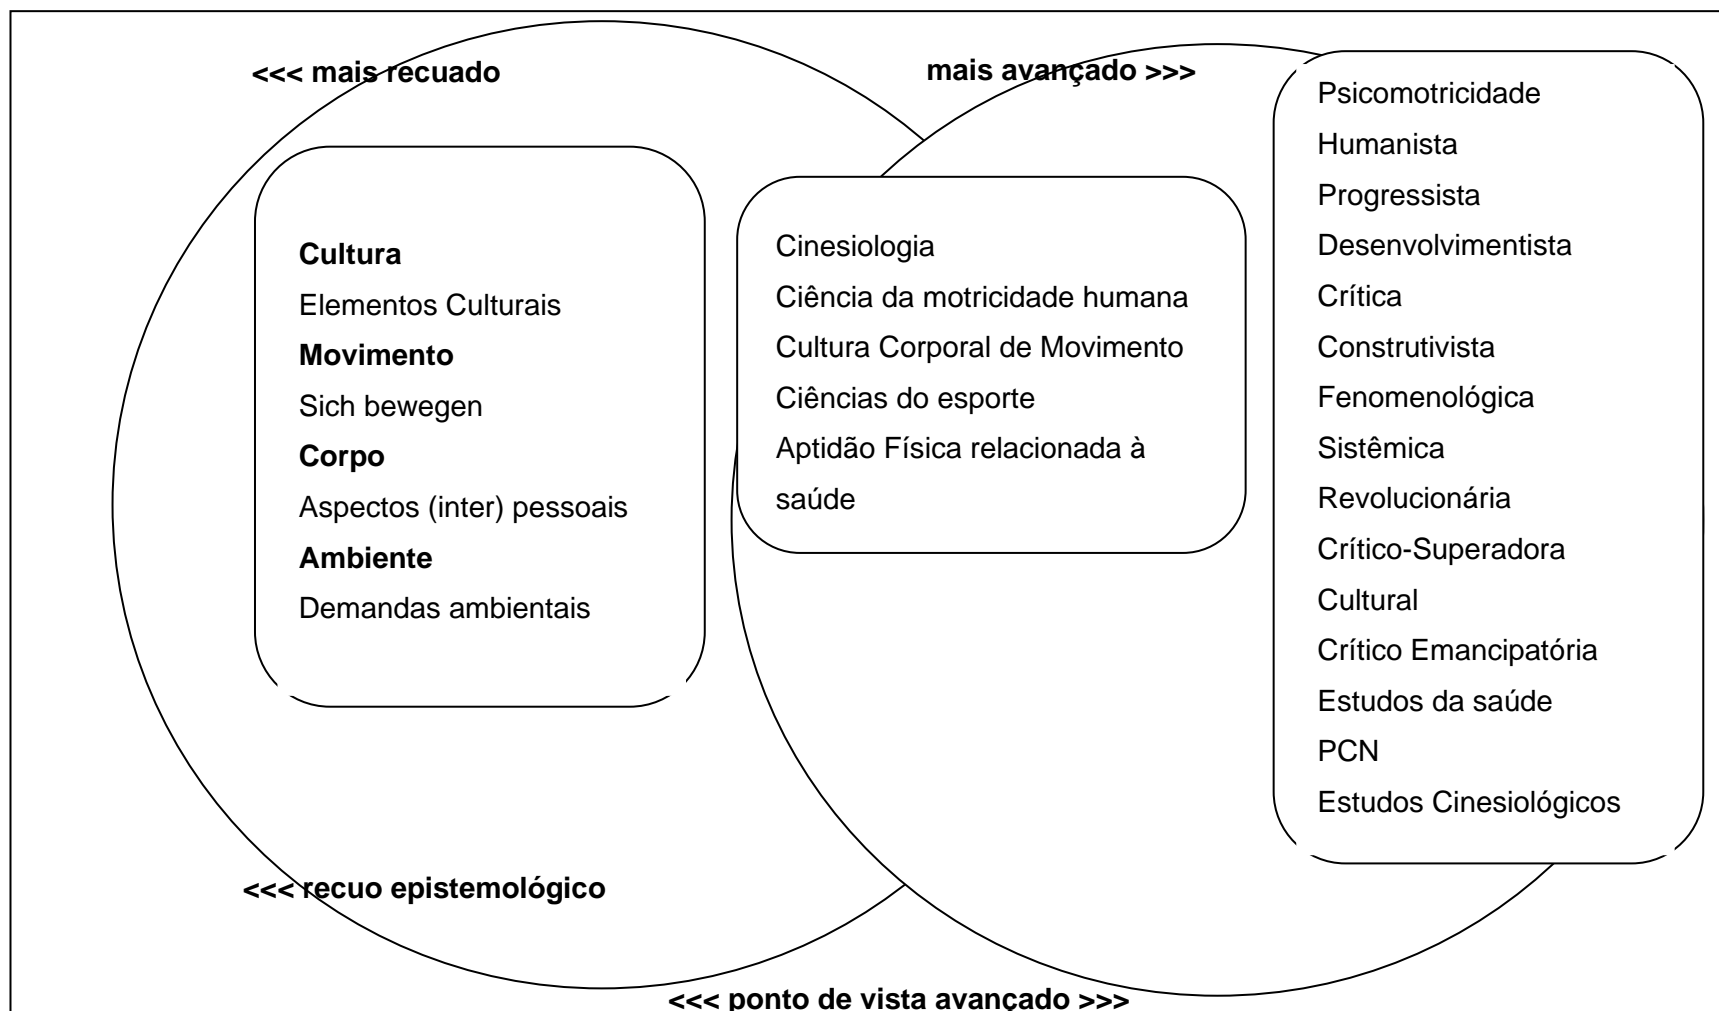 <<< mais recuado
mais avançado >>>
Cultura
Elementos Culturais
Movimento
Sich bewegen
Corpo
Aspectos (inter) pessoais
Ambiente
Demandas ambientais
Cinesiologia
Ciência da motricidade humana
Cultura Corporal de Movimento
Ciências do esporte
Aptidão Física relacionada à
saúde
Psicomotricidade
Humanista
Progressista
Desenvolvimentista
Crítica
Construtivista
Fenomenológica
Sistêmica
Revolucionária
Crítico-Superadora
Cultural
Crítico Emancipatória
Estudos da saúde
PCN
Estudos Cinesiológicos
<<< recuo epistemológico
<<< ponto de vista avançado >>>